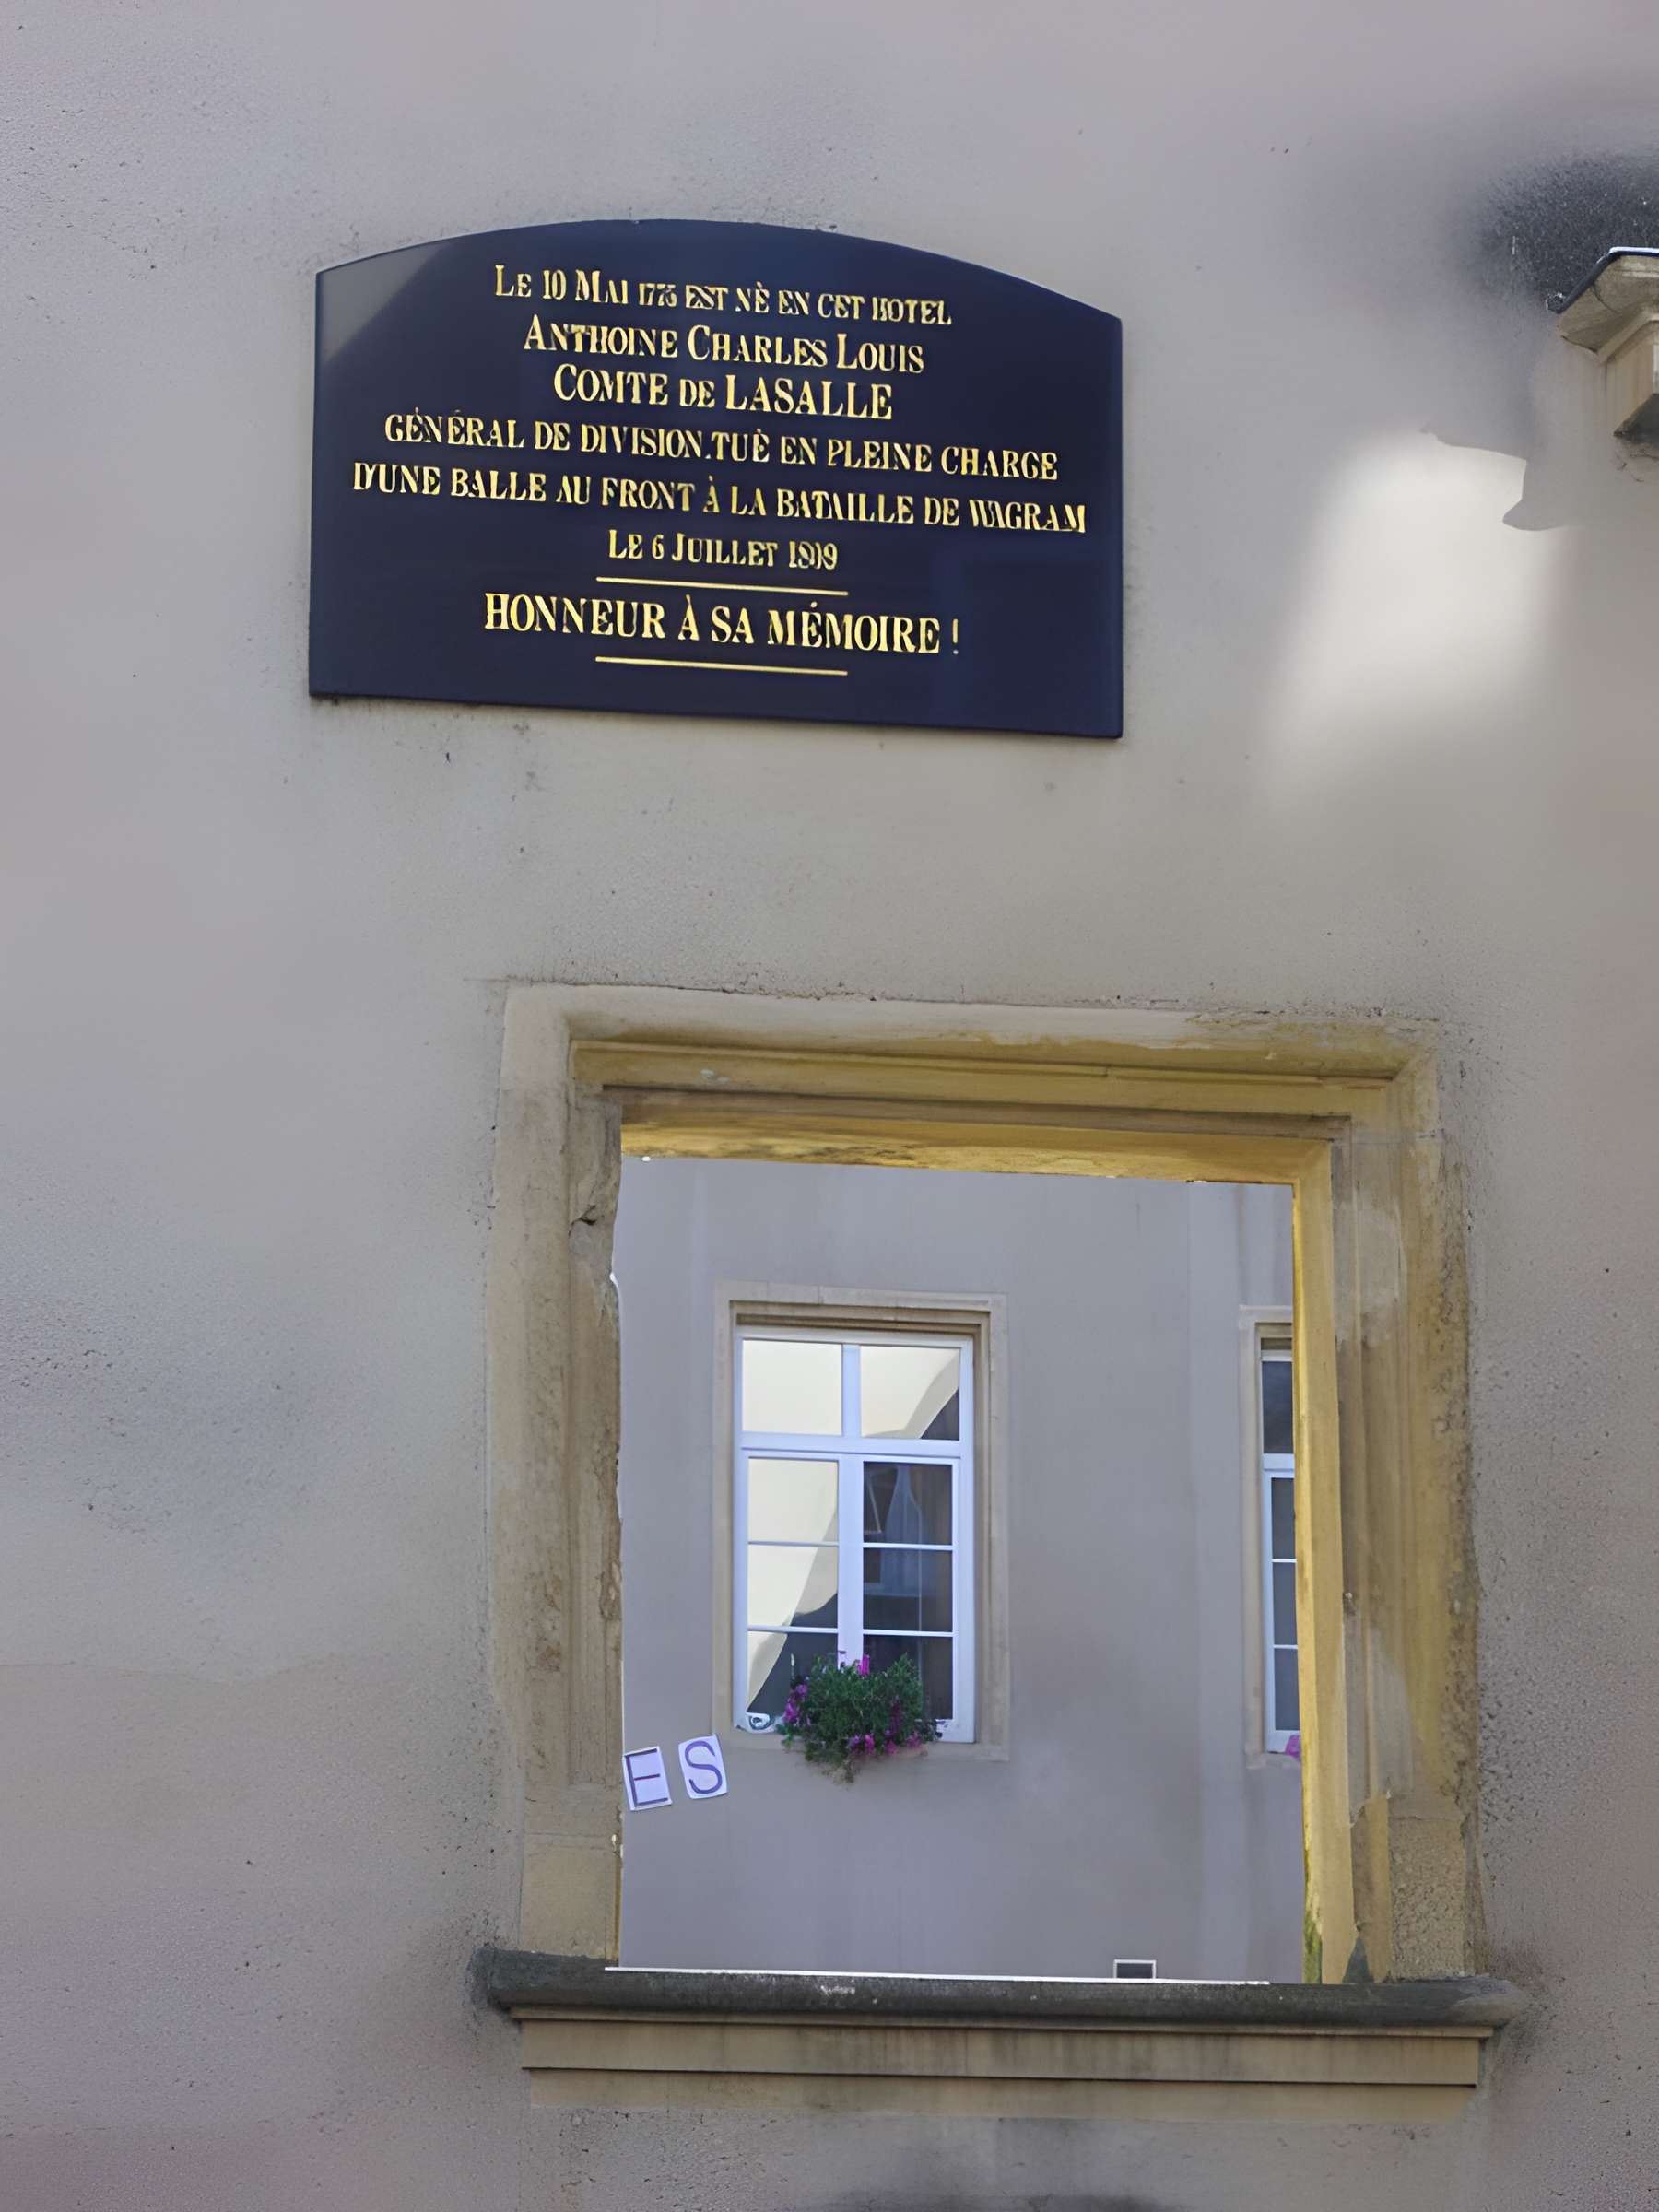 LE 10 MAI 1775 EST NÉ EN CET HOTEL
ANTHOINE CHARLES LOUIS
COMTE DE LASALLE
GÉNÉRAL DE DIVISION.TUÉ EN PLEINE CHARGE
D'UNE BALLE AU FRONT À LA BATAILLE DE WAGRAM
LE 6 JUILLET 1809
HONNEUR À SA MÉMOIRE !
ES